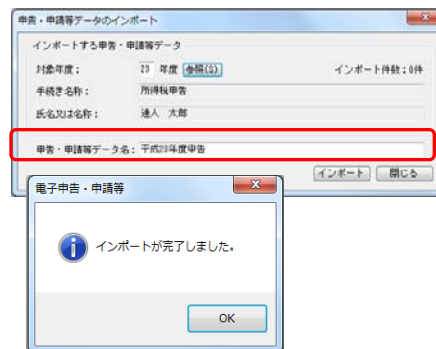 申告・申請等データのインポート
インポートする申告・申請等データ
対象年度： 23 年度 参照(S) インポート件数：0件
手続き名称： 所得税申告
氏名又は名称： 達人 太郎
申告・申請等データ名： 平成23年度申告
インポート 閉じる
電子申告・申請等
インポートが完了しました。
OK